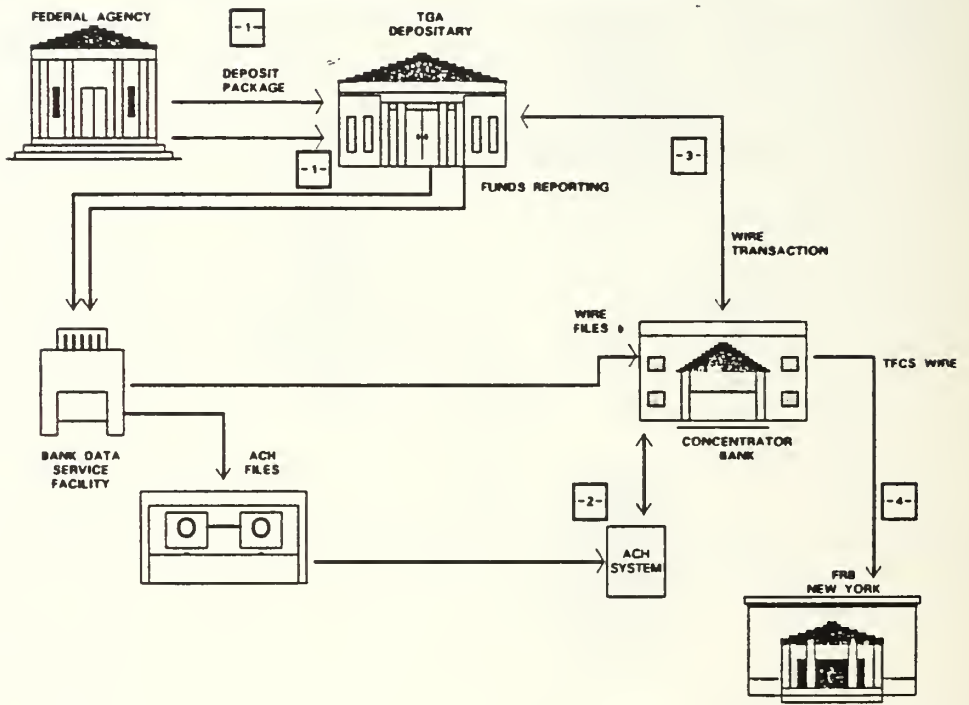 FEDERAL AGENCY
-1-
TGA
DEPOSITARY
DEPOSIT
PACKAGE
-1-
-3-
FUNDS REPORTING
WIRE
TRANSACTION
WIRE
FILES
TFCS WIRE
BANK DATA
SERVICE
FACILITY
ACH
FILES
CONCENTRATOR
BANK
-2-
-4-
ACH
SYSTEM
FRB
NEW YORK